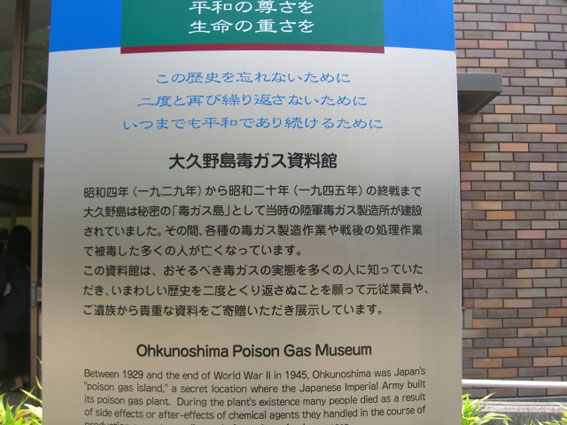 平和の尊さを
生命の重さを
この歴史を忘れないために
二度と再び繰り返さないために
いつまでも平和であり続けるために
大久野島毒ガス資料館
昭和四年（一九二九年）から昭和二十年（一九四五年）の終戦まで
大久野島は秘密の「毒ガス島」として当時の陸軍毒ガス製造所が建設
されていました。その間、各種の毒ガス製造作業や戦後の処理作業
で被毒した多くの人が亡くなっています。
この資料館は、おそるべき毒ガスの実態を多くの人に知っていた
だき、いまわしい歴史を二度とくり返さぬことを願って元従業員や、
ご遺族から貴重な資料をご寄贈いただき展示しています。
Ohkunoshima Poison Gas Museum
Between 1929 and the end of World War II in 1945, Ohkunoshima was Japan's
"poison gas island," a secret location where the Japanese Imperial Army built
its poison gas plant. During the plant's existence many people died as a result
of side effects or after-effects of chemical agents they handled in the course of